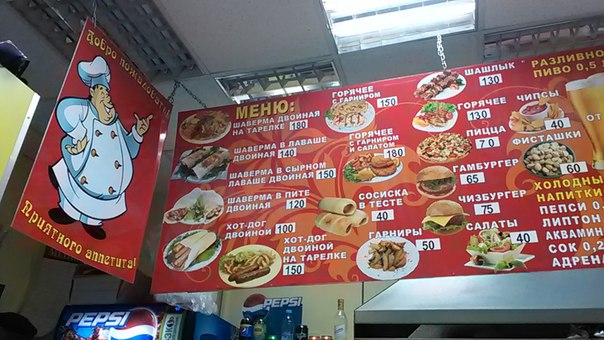 Добро пожаловать!
Приятного аппетита!
МЕНЮ:
ШАВЕРМА ДВОЙНАЯ
НА ТАРЕЛКЕ 180
ШАВЕРМА В ЛАВАШЕ
ДВОЙНАЯ 140
ШАВЕРМА В СЫРНОМ
ЛАВАШЕ ДВОЙНАЯ 150
ШАВЕРМА В ПИТЕ
ДВОЙНАЯ 120
ХОТ-ДОГ
ДВОЙНОЙ 100
ХОТ-ДОГ
ДВОЙНОЙ
НА ТАРЕЛКЕ
150
ГОРЯЧЕЕ
С ГАРНИРОМ
150
ГОРЯЧЕЕ
С ГАРНИРОМ
И САЛАТОМ
180
СОСИСКА
В ТЕСТЕ
40
ГАРНИРЫ
50
ШАШЛЫК
130
ГОРЯЧЕЕ
130
ПИЦЦА
70
ГАМБУРГЕР
65
ЧИЗБУРГЕР
75
САЛАТЫ
40
РАЗЛИВНО
ПИВО 0,5
ЧИПСЫ
40
ФИСТАШКИ
60
ХОЛОДНЫ
НАПИТКИ
ПЕПСИ 0,
ЛИПТОН
АКВАМИН
СОК 0,2
АДРЕНА
PEPSI
PEPSI